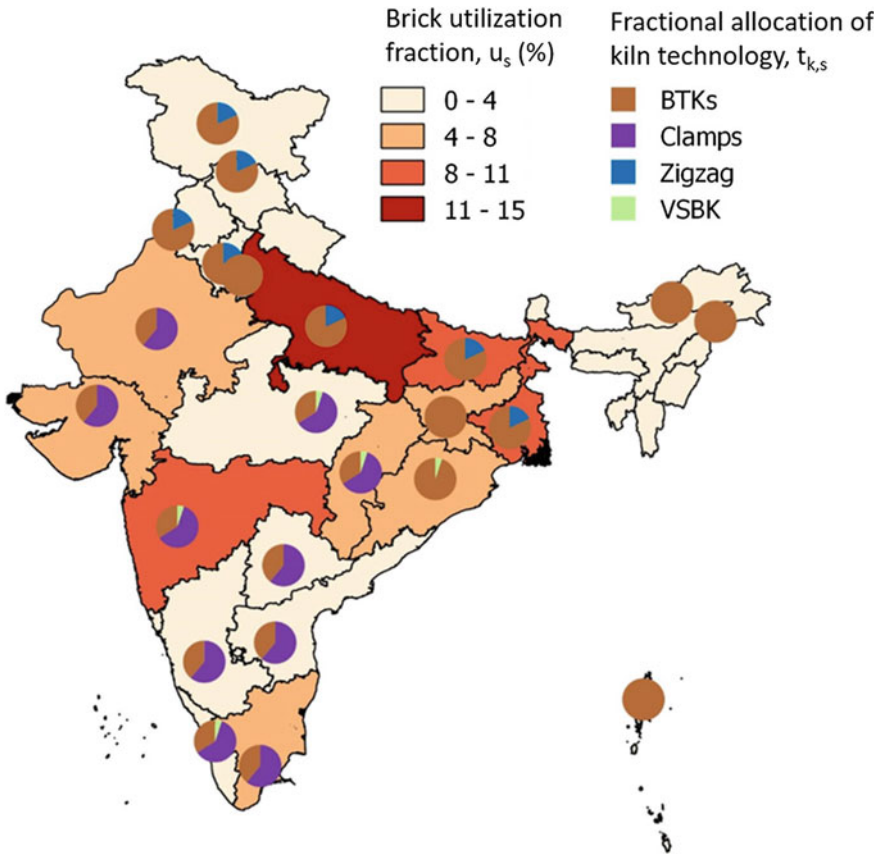 Brick utilization
fraction, uₛ (%)
0 - 4
4 - 8
8 - 11
11 - 15
Fractional allocation of
kiln technology, tₖ,ₛ
BTKs
Clamps
Zigzag
VSBK